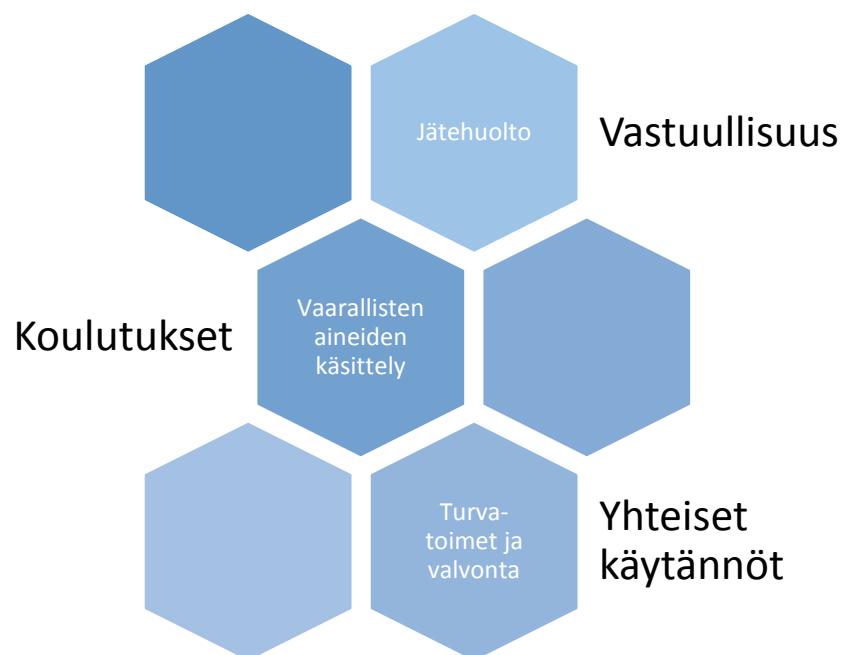 Jätehuolto
Vastuullisuus
Koulutukset
Vaarallisten
aineiden
käsittely
Turva-
toimet ja
valvonta
Yhteiset
käytännöt